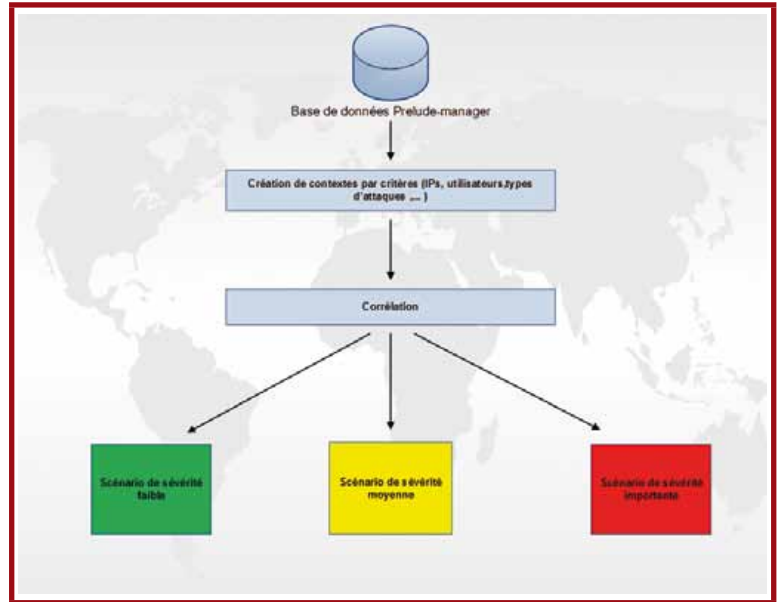 Base de données Prelude-manager
Création de contextes par critères (IPs, utilisateurs,types
d'attaques ,... )
Corrélation
Scénario de sévérité
faible
Scénario de sévérité
moyenne
Scénario de sévérité
importante